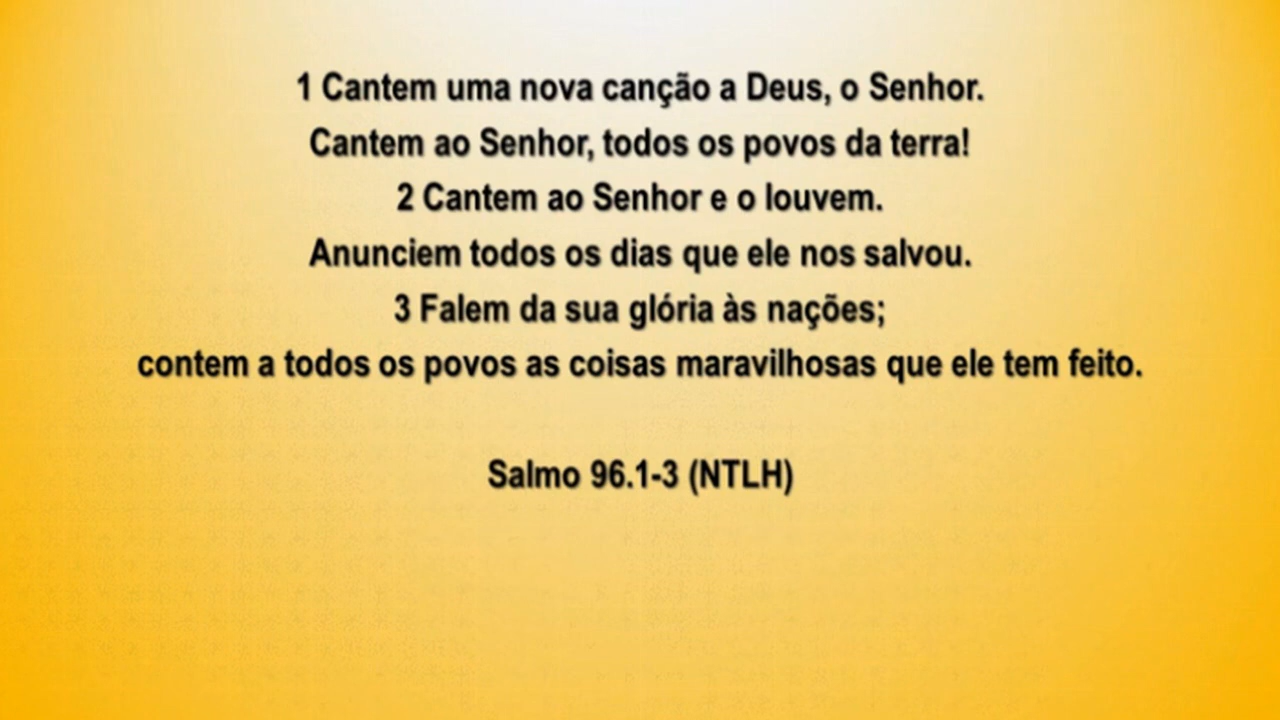 1 Cantem uma nova canção a Deus, o Senhor.
Cantem ao Senhor, todos os povos da terra!
2 Cantem ao Senhor e o louvem.
Anunciem todos os dias que ele nos salvou.
3 Falem da sua glória às nações;
contem a todos os povos as coisas maravilhosas que ele tem feito.
Salmo 96.1-3 (NTLH)